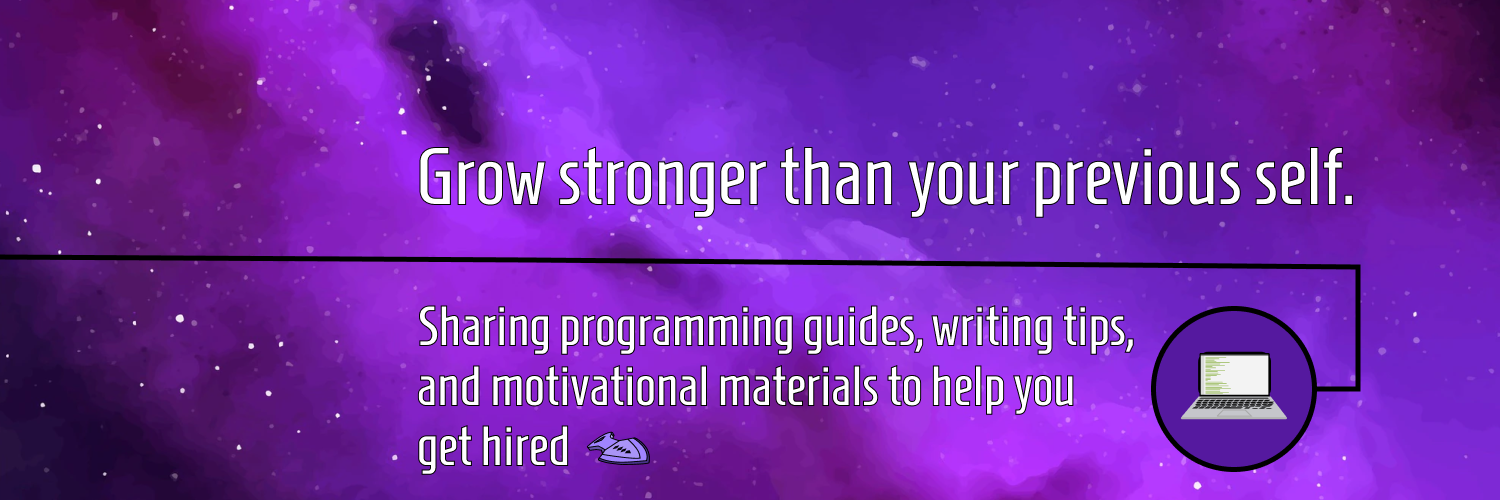 Grow stronger than your previous self.
Sharing programming guides, writing tips,
and motivational materials to help you
get hired